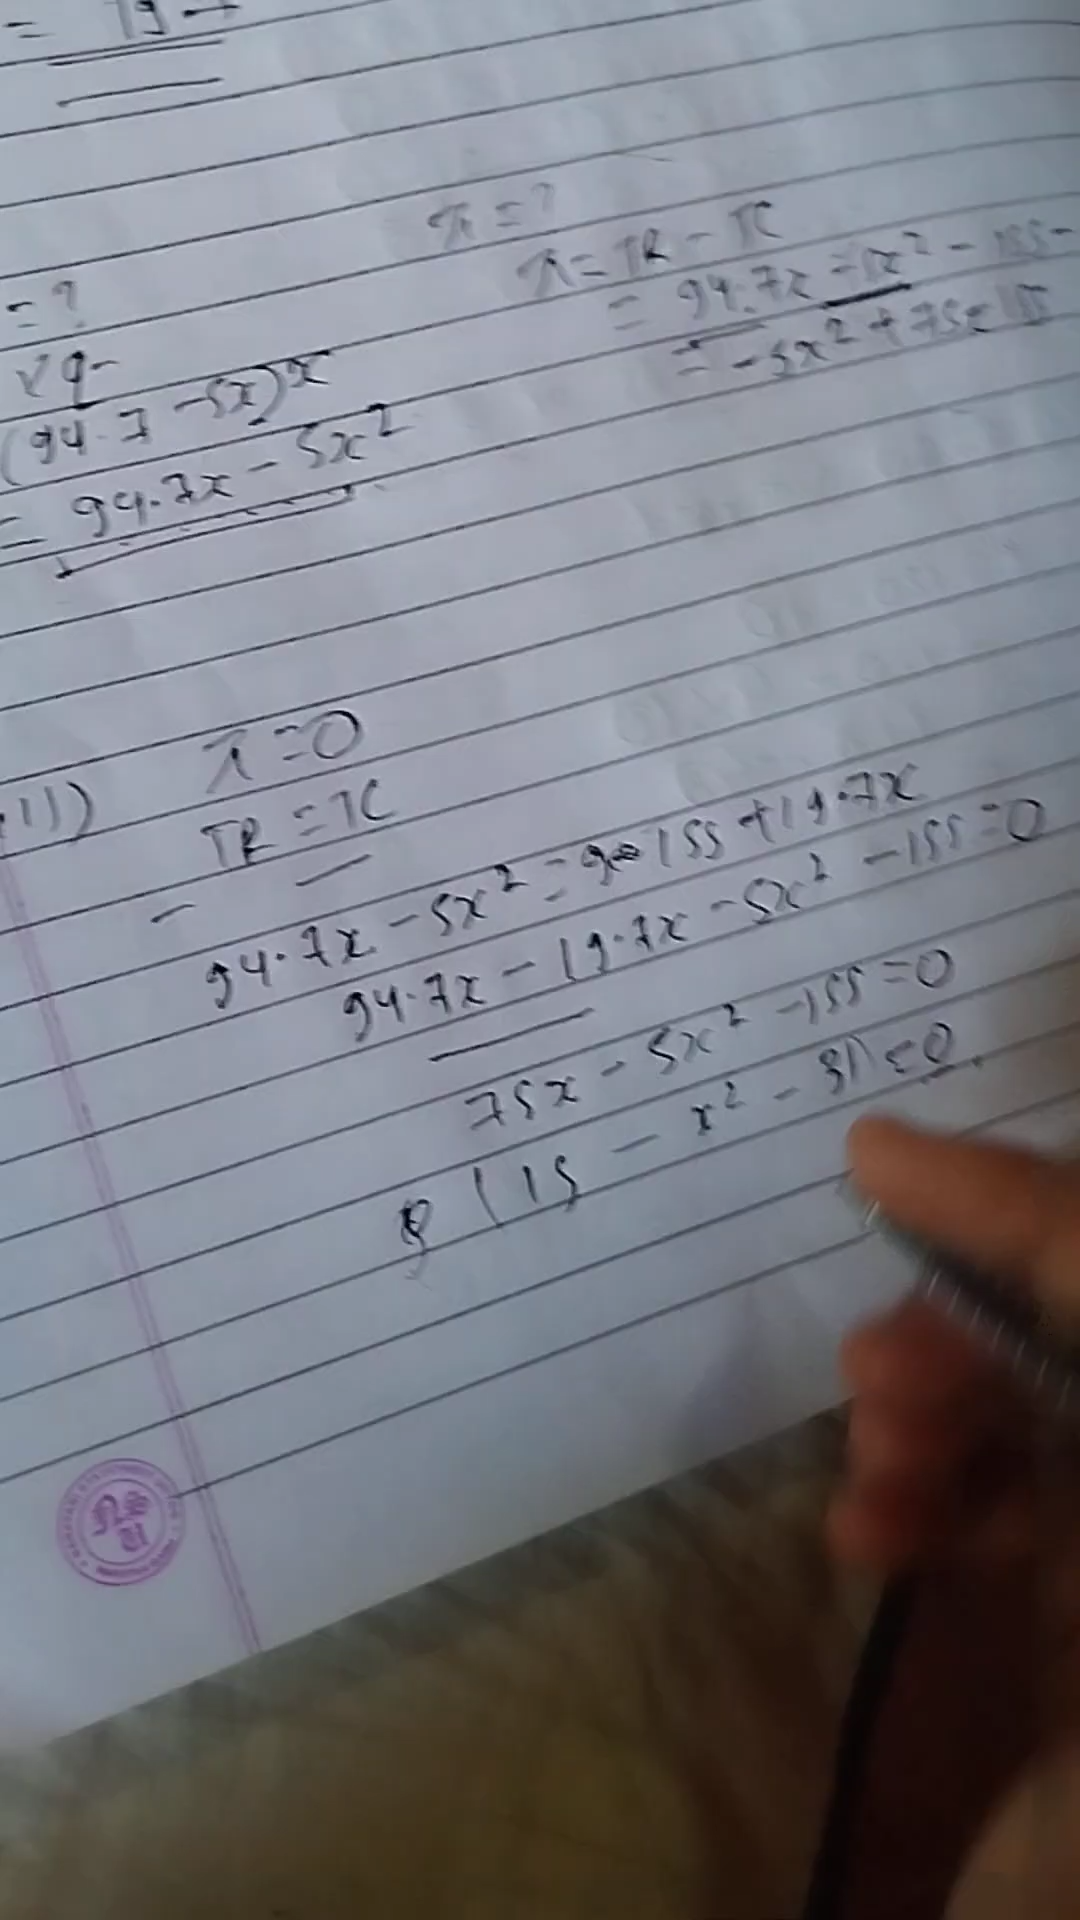 = 19.7
π = ?
π = TR - TC
= 94.7x - 5x² - 155 -
= -5x² + 75x - 155
= ?
(94.7 - 5x)x
= 94.7x - 5x²
π = 0
TR = TC
94.7x - 5x² = 155 + 19.7x
94.7x - 19.7x - 5x² - 155 = 0
75x - 5x² - 155 = 0
(15 - x² - 31) = 0